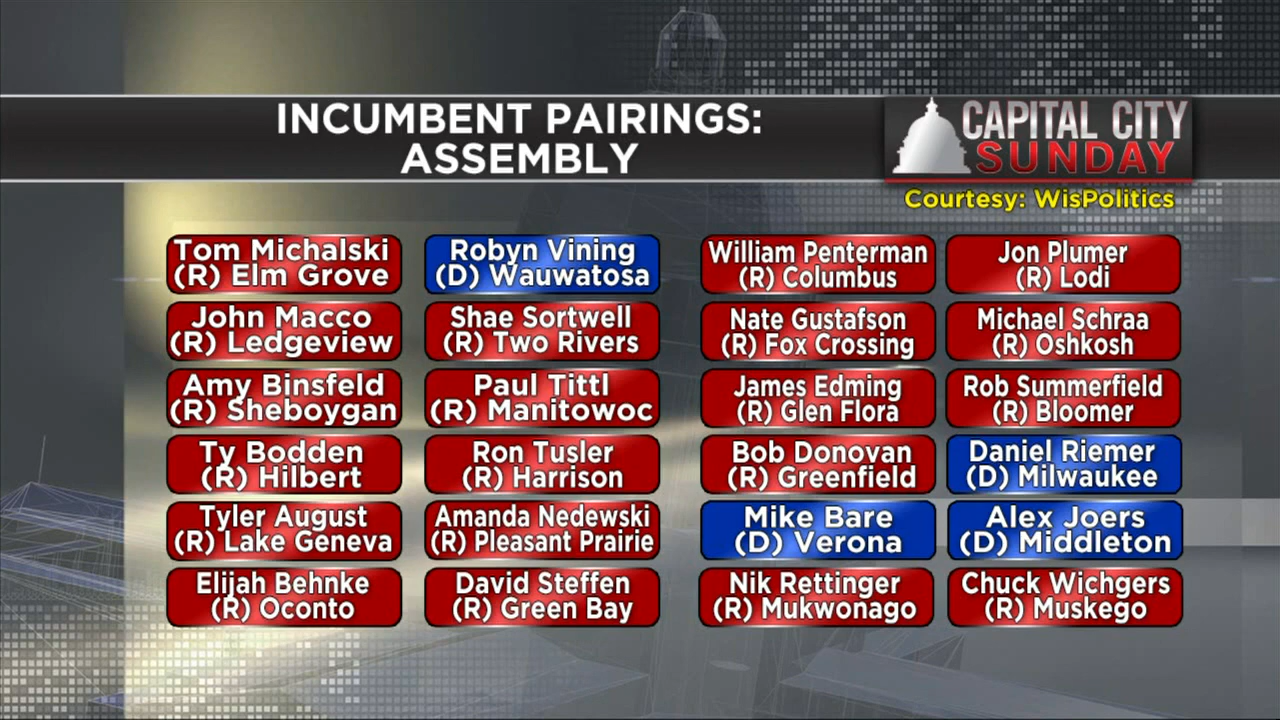 INCUMBENT PAIRINGS:
ASSEMBLY
CAPITAL CITY
SUNDAY
Courtesy: WisPolitics
Tom Michalski
(R) Elm Grove
Robyn Vining
(D) Wauwatosa
William Penterman
(R) Columbus
Jon Plumer
(R) Lodi
John Macco
(R) Ledgeview
Shae Sortwell
(R) Two Rivers
Nate Gustafson
(R) Fox Crossing
Michael Schraa
(R) Oshkosh
Amy Binsfeld
(R) Sheboygan
Paul Tittl
(R) Manitowoc
James Edming
(R) Glen Flora
Rob Summerfield
(R) Bloomer
Ty Bodden
(R) Hilbert
Ron Tusler
(R) Harrison
Bob Donovan
(R) Greenfield
Daniel Riemer
(D) Milwaukee
Tyler August
(R) Lake Geneva
Amanda Nedewski
(R) Pleasant Prairie
Mike Bare
(D) Verona
Alex Joers
(D) Middleton
Elijah Behnke
(R) Oconto
David Steffen
(R) Green Bay
Nik Rettinger
(R) Mukwonago
Chuck Wichgers
(R) Muskego